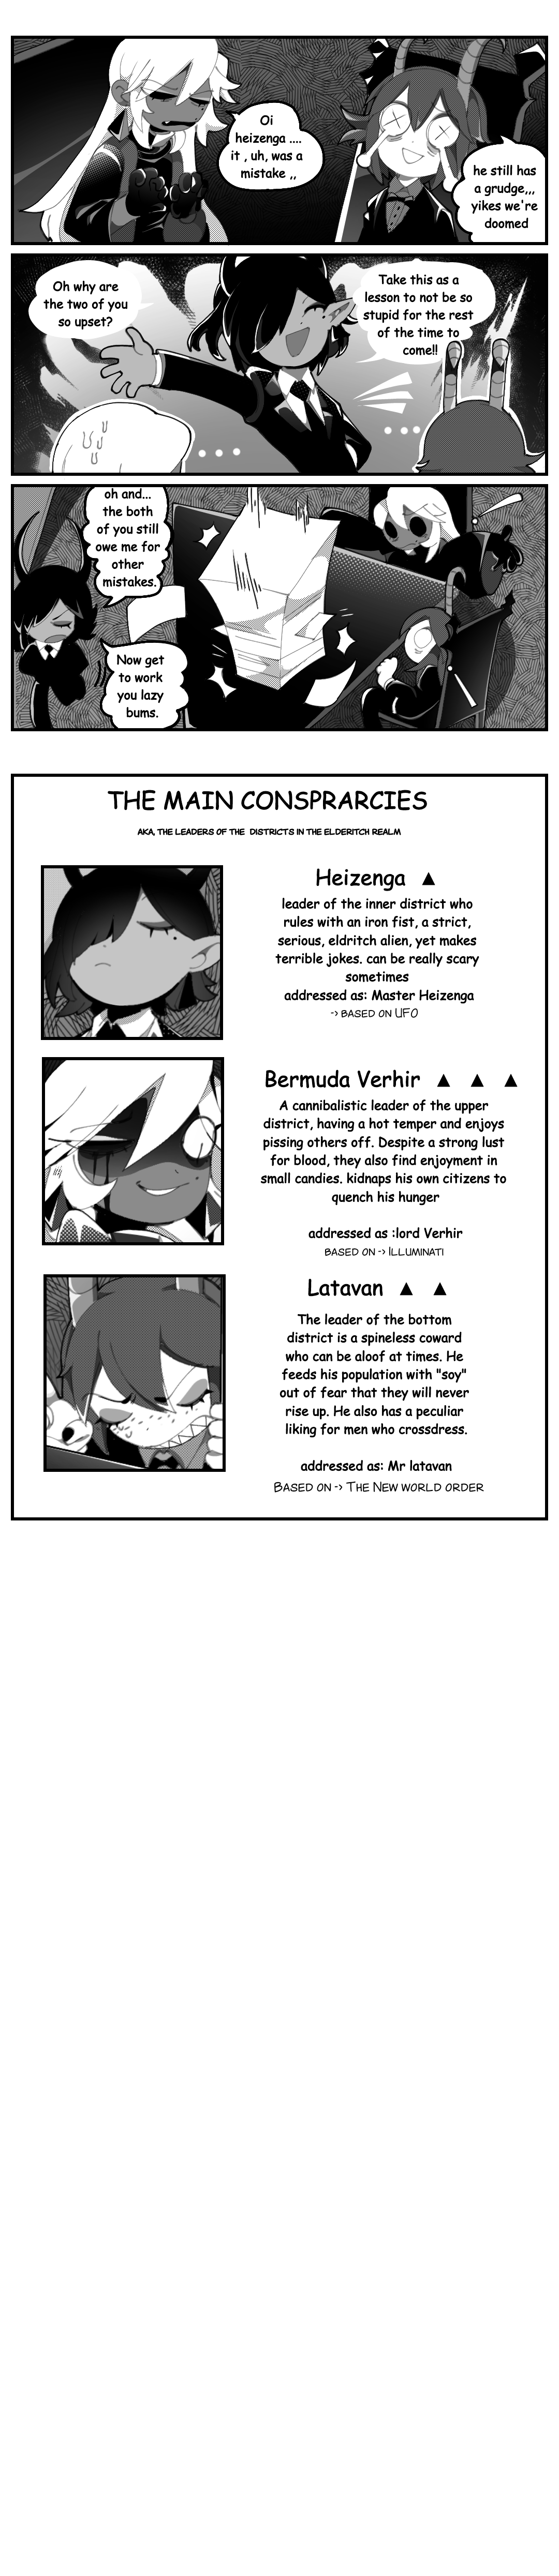 Oi
heizenga ....
it , uh, was a
mistake ,,
he still has
a grudge,,,
yikes we're
doomed
Oh why are
the two of you
so upset?
Take this as a
lesson to not be so
stupid for the rest
of the time to
come!!
oh and...
the both
of you still
owe me for
other
mistakes.
Now get
to work
you lazy
bums.
THE MAIN CONSPRARCIES
AKA, THE LEADERS OF THE DISTRICTS IN THE ELDERITCH REALM
Heizenga ▲
leader of the inner district who
rules with an iron fist, a strict,
serious, eldritch alien, yet makes
terrible jokes. can be really scary
sometimes
addressed as: Master Heizenga
-> BASED ON UFO
Bermuda Verhir ▲ ▲ ▲
A cannibalistic leader of the upper
district, having a hot temper and enjoys
pissing others off. Despite a strong lust
for blood, they also find enjoyment in
small candies. kidnaps his own citizens to
quench his hunger
addressed as :lord Verhir
BASED ON -> ILLUMINATI
Latavan ▲ ▲
The leader of the bottom
district is a spineless coward
who can be aloof at times. He
feeds his population with "soy"
out of fear that they will never
rise up. He also has a peculiar
liking for men who crossdress.
addressed as: Mr latavan
BASED ON -> THE NEW WORLD ORDER